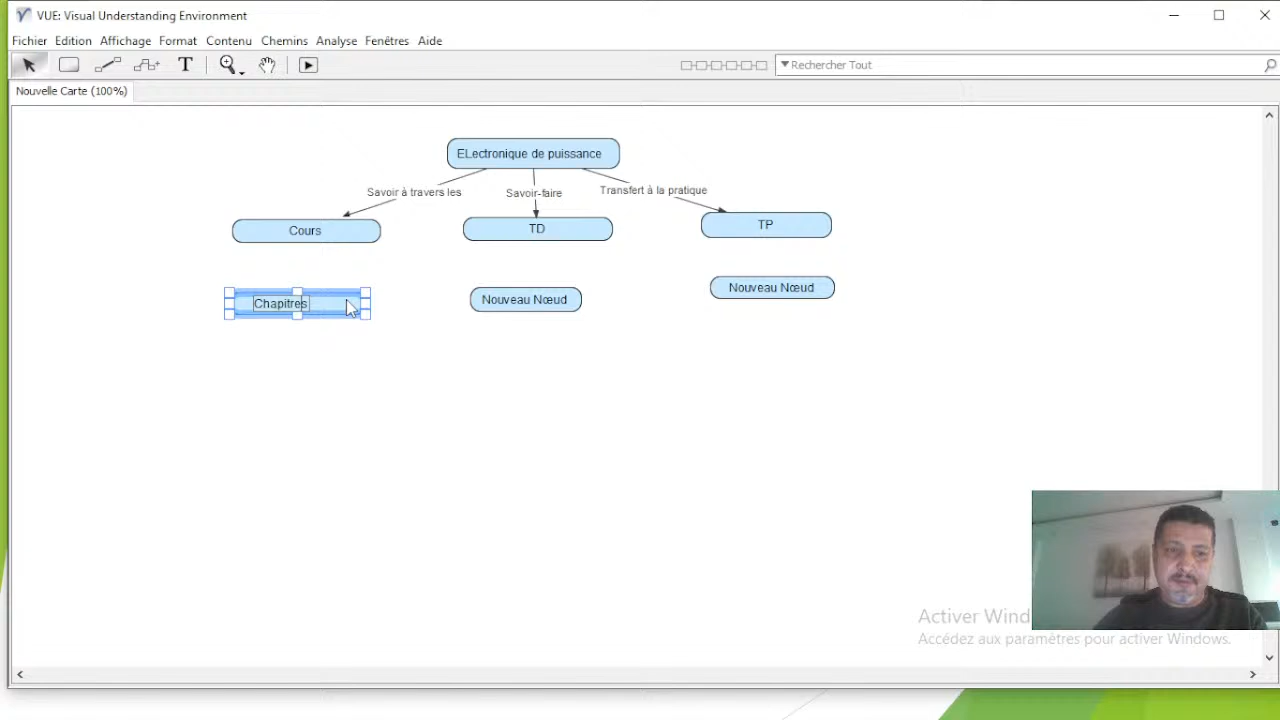 VUE: Visual Understanding Environment
Fichier Edition Affichage Format Contenu Chemins Analyse Fenêtres Aide
T Rechercher Tout
Nouvelle Carte (100%)
ELectronique de puissance
Savoir à travers les Savoir-faire Transfert à la pratique
Cours TD TP
Chapitres Nouveau Nœud Nouveau Nœud
Activer Wind
Accédez aux paramètres pour activer Windows.